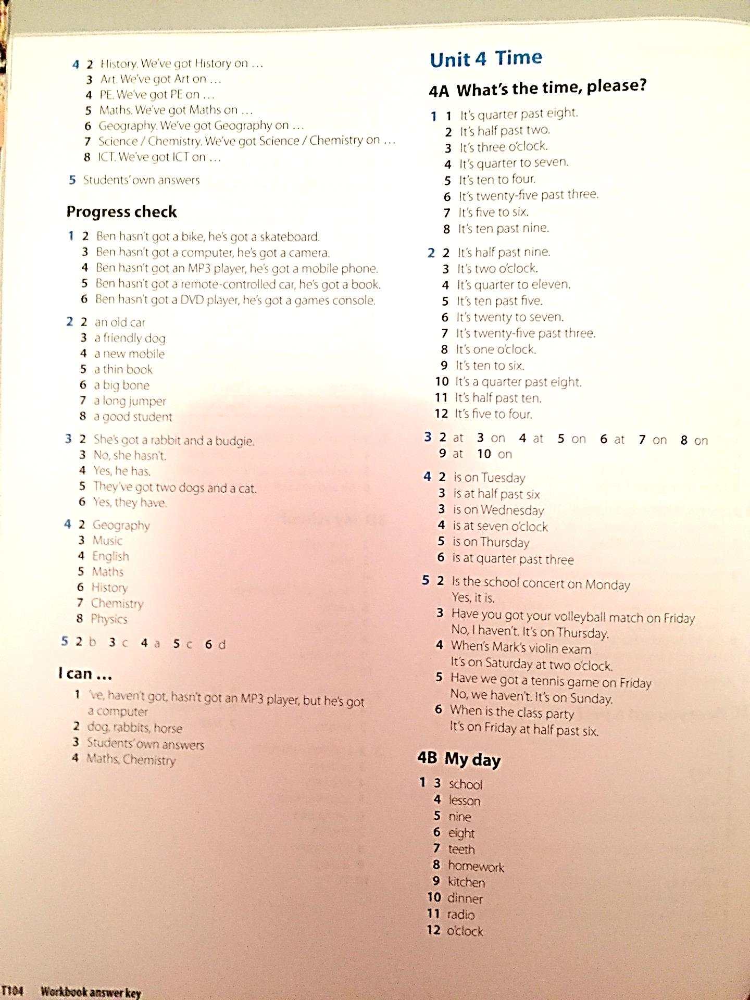 4 2 History. We've got History on ...
3 Art. We've got Art on ...
4 PE. We've got PE on ...
5 Maths. We've got Maths on ...
6 Geography. We've got Geography on ...
7 Science / Chemistry. We've got Science / Chemistry on ...
8 ICT. We've got ICT on ...
5 Students' own answers
Progress check
1 2 Ben hasn't got a bike, he's got a skateboard.
3 Ben hasn't got a computer, he's got a camera.
4 Ben hasn't got an MP3 player, he's got a mobile phone.
5 Ben hasn't got a remote-controlled car, he's got a book.
6 Ben hasn't got a DVD player, he's got a games console.
2 2 an old car
3 a friendly dog
4 a new mobile
5 a thin book
6 a big bone
7 a long jumper
8 a good student
3 2 She's got a rabbit and a budgie.
3 No, she hasn't.
4 Yes, he has.
5 They've got two dogs and a cat.
6 Yes, they have.
4 2 Geography
3 Music
4 English
5 Maths
6 History
7 Chemistry
8 Physics
5 2 b 3 c 4 a 5 c 6 d
I can ...
1 've, haven't got, hasn't got an MP3 player, but he's got
a computer
2 dog, rabbits, horse
3 Students' own answers
4 Maths, Chemistry
Unit 4 Time
4A What's the time, please?
1 1 It's quarter past eight.
2 It's half past two.
3 It's three o'clock.
4 It's quarter to seven.
5 It's ten to four.
6 It's twenty-five past three.
7 It's five to six.
8 It's ten past nine.
2 2 It's half past nine.
3 It's two o'clock.
4 It's quarter to eleven.
5 It's ten past five.
6 It's twenty to seven.
7 It's twenty-five past three.
8 It's one o'clock.
9 It's ten to six.
10 It's a quarter past eight.
11 It's half past ten.
12 It's five to four.
3 2 at 3 on 4 at 5 on 6 at 7 on 8 on
9 at 10 on
4 2 is on Tuesday
3 is at half past six
3 is on Wednesday
4 is at seven o'clock
5 is on Thursday
6 is at quarter past three
5 2 Is the school concert on Monday
Yes, it is.
3 Have you got your volleyball match on Friday
No, I haven't. It's on Thursday.
4 When's Mark's violin exam
It's on Saturday at two o'clock.
5 Have we got a tennis game on Friday
No, we haven't. It's on Sunday.
6 When is the class party
It's on Friday at half past six.
4B My day
1 3 school
4 lesson
5 nine
6 eight
7 teeth
8 homework
9 kitchen
10 dinner
11 radio
12 o'clock
T104 Workbook answer key